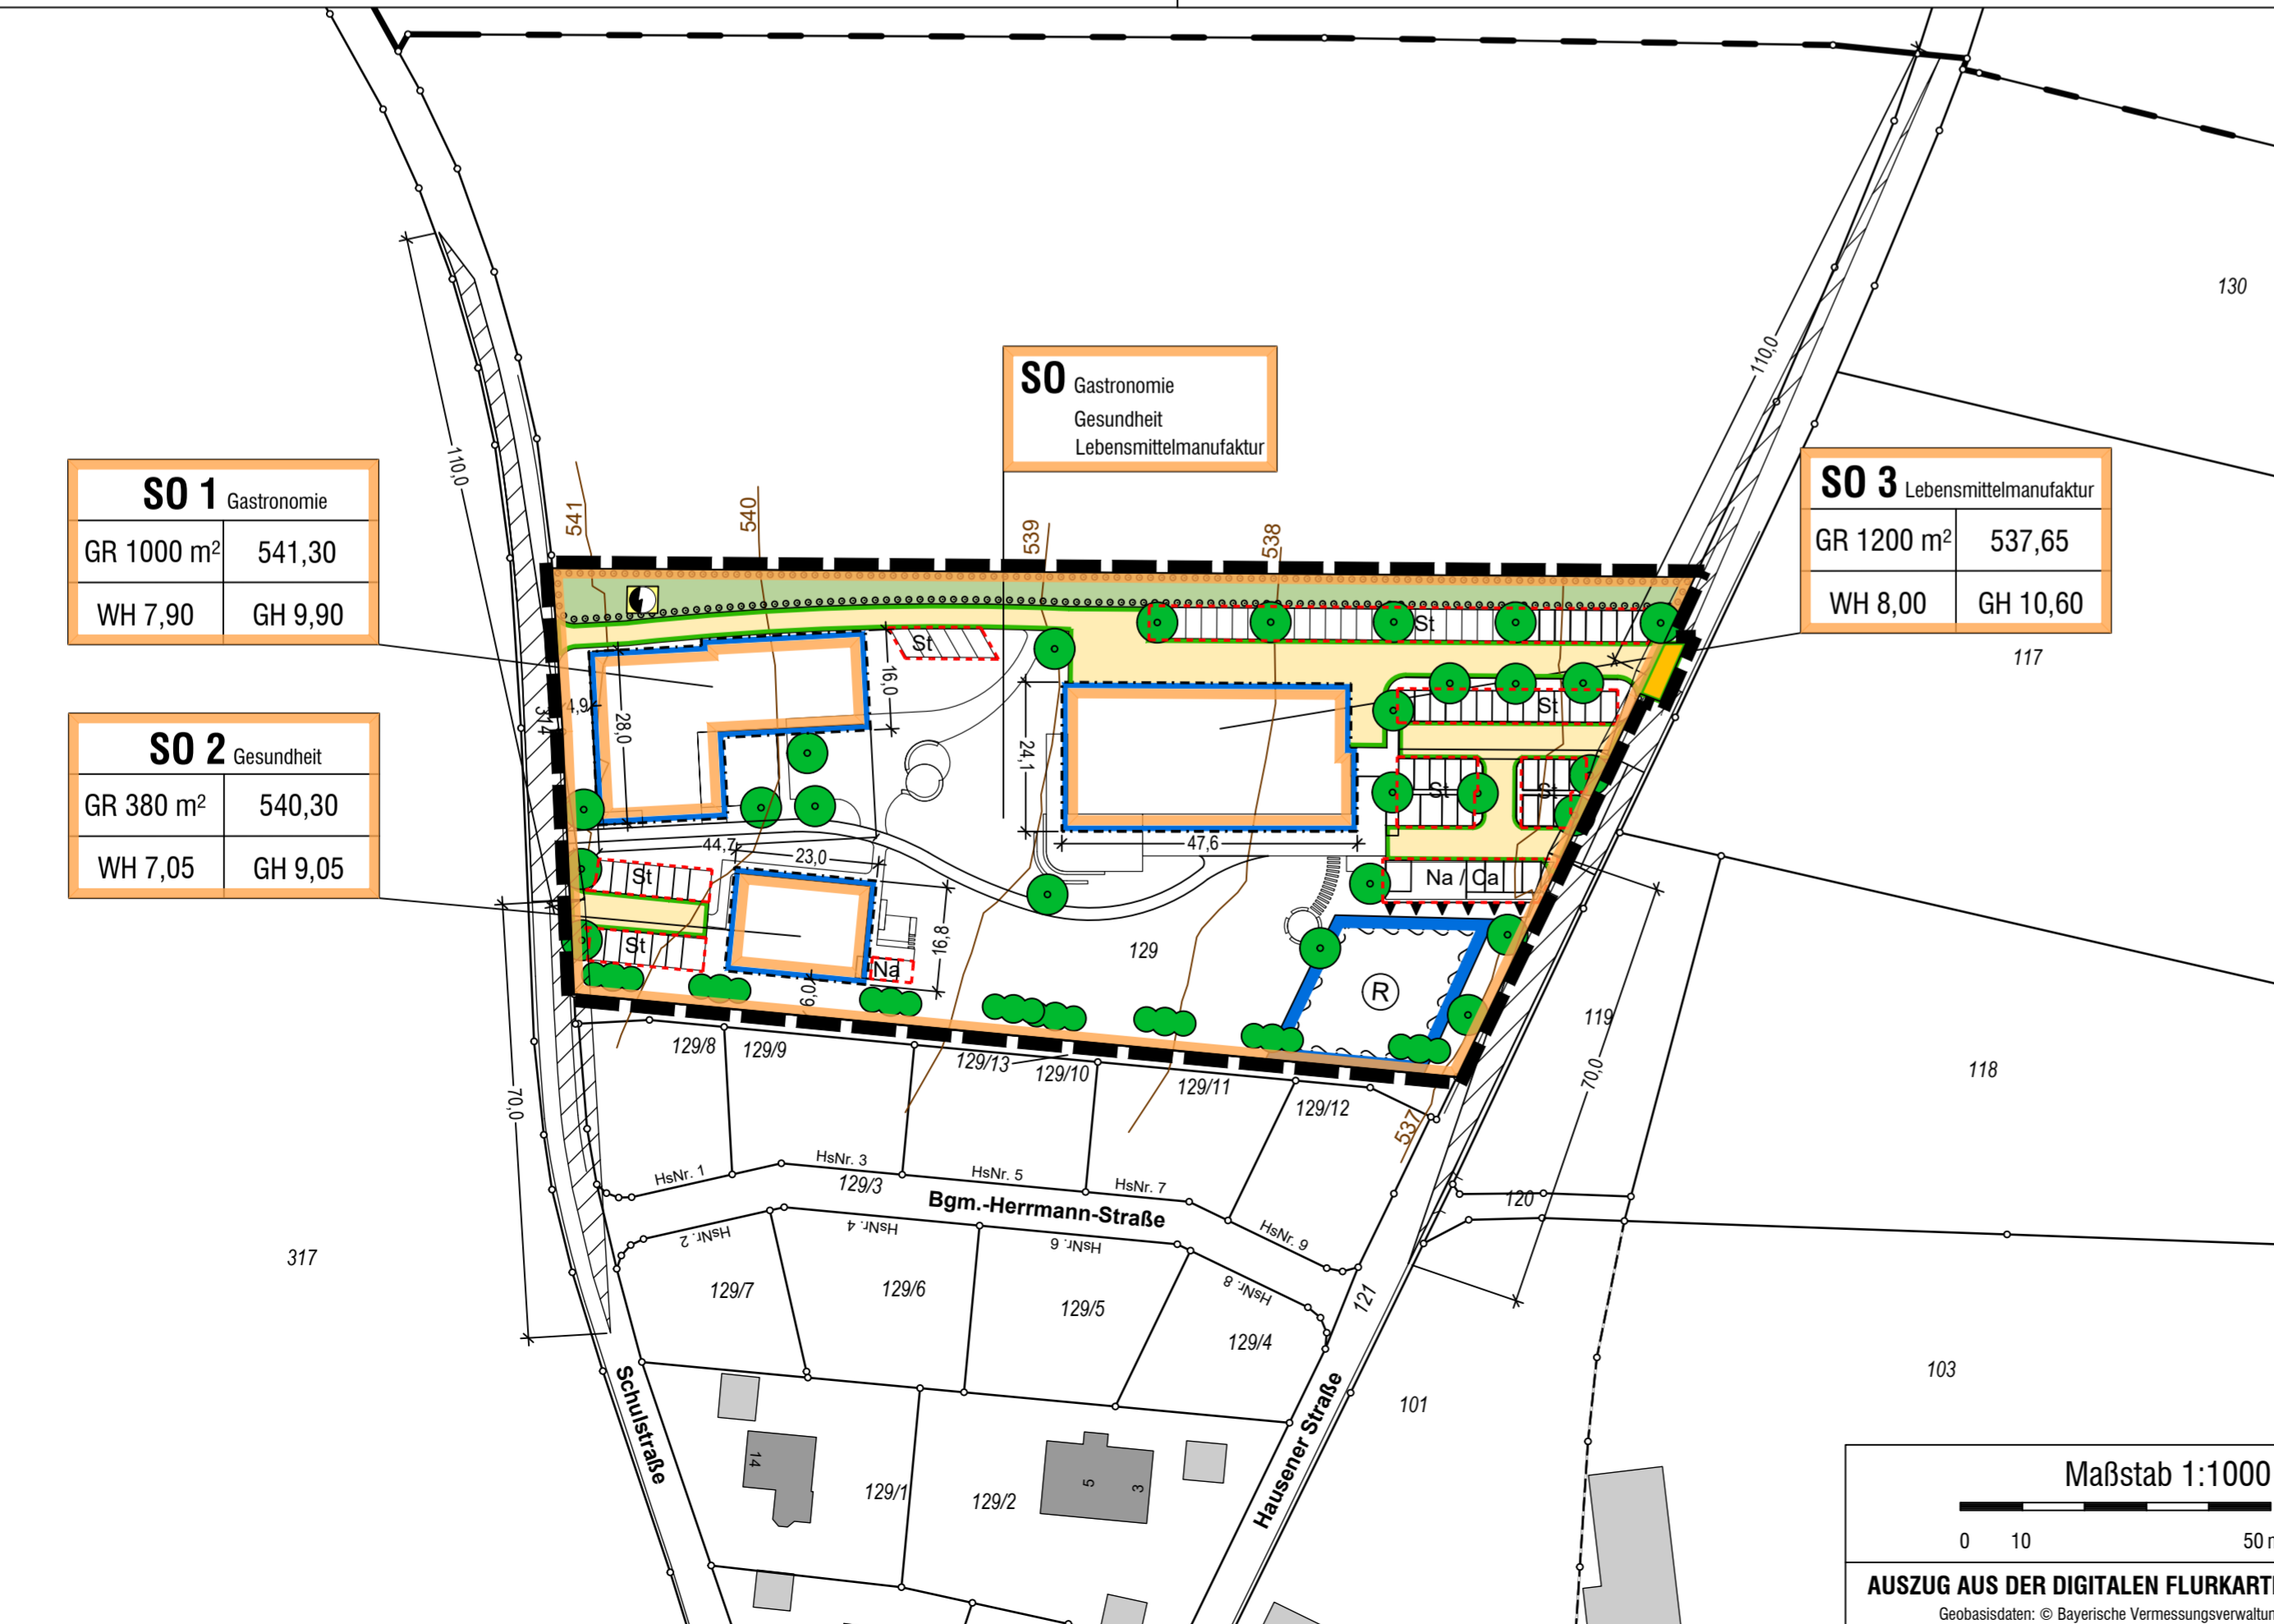 130
110,0
SO Gastronomie
Gesundheit
Lebensmittelmanufaktur
SO 1 Gastronomie
GR 1000 m² 541,30
WH 7,90 GH 9,90
110,0
541
540
539
538
SO 3 Lebensmittelmanufaktur
GR 1200 m² 537,65
WH 8,00 GH 10,60
117
St
St
16,0
4,9
31,4
28,0
St
SO 2 Gesundheit
GR 380 m² 540,30
WH 7,05 GH 9,05
24,1
St
St
44,7
23,0
47,6
St
Na / Ca
St
16,8
129
Na
6,0
R
119
118
129/8
129/9
129/13
129/10
129/11
129/12
537
70,0
70,0
HsNr. 1
HsNr. 3
HsNr. 5
HsNr. 7
129/3
Bgm.-Herrmann-Straße
120
HsNr. 2
HsNr. 4
HsNr. 6
HsNr. 9
317
129/7
129/6
129/5
HsNr. 8
121
129/4
103
Schulstraße
Hausener Straße
101
14
5
3
129/1
129/2
Maßstab 1:1000
0 10 50
AUSZUG AUS DER DIGITALEN
Geobasisdaten: © Bayerische